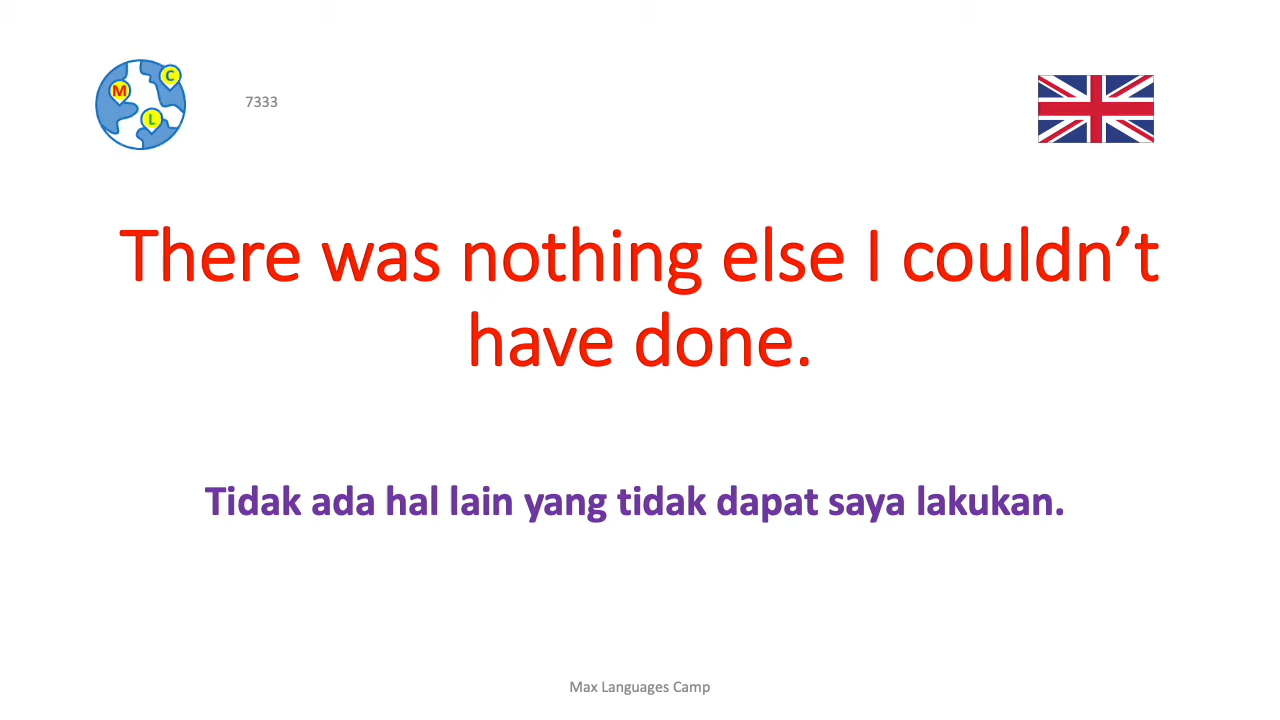 M
C
L
7333
There was nothing else I couldn’t
have done.
Tidak ada hal lain yang tidak dapat saya lakukan.
Max Languages Camp